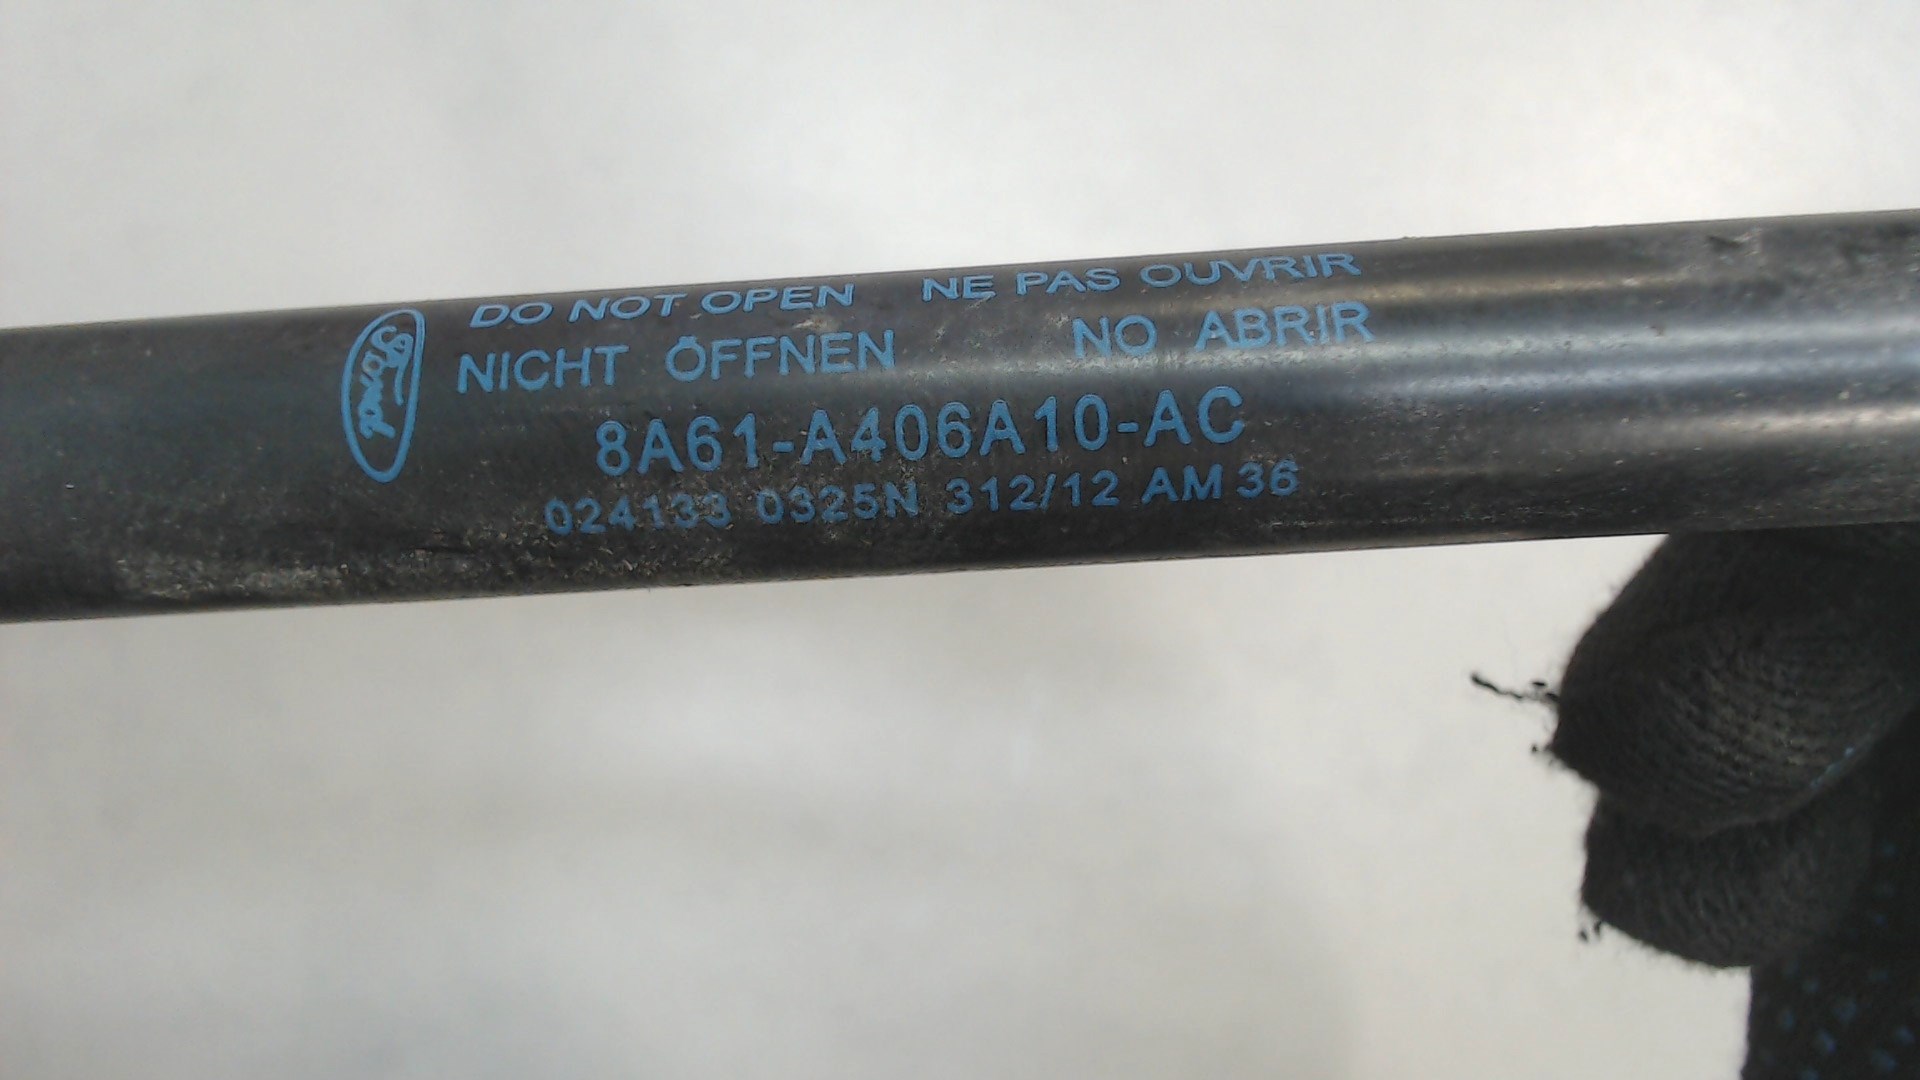 Ford
DO NOT OPEN NE PAS OUVRIR
NICHT ÖFFNEN NO ABRIR
8A61-A406A10-AC
024133 0325N 312/12 AM 36